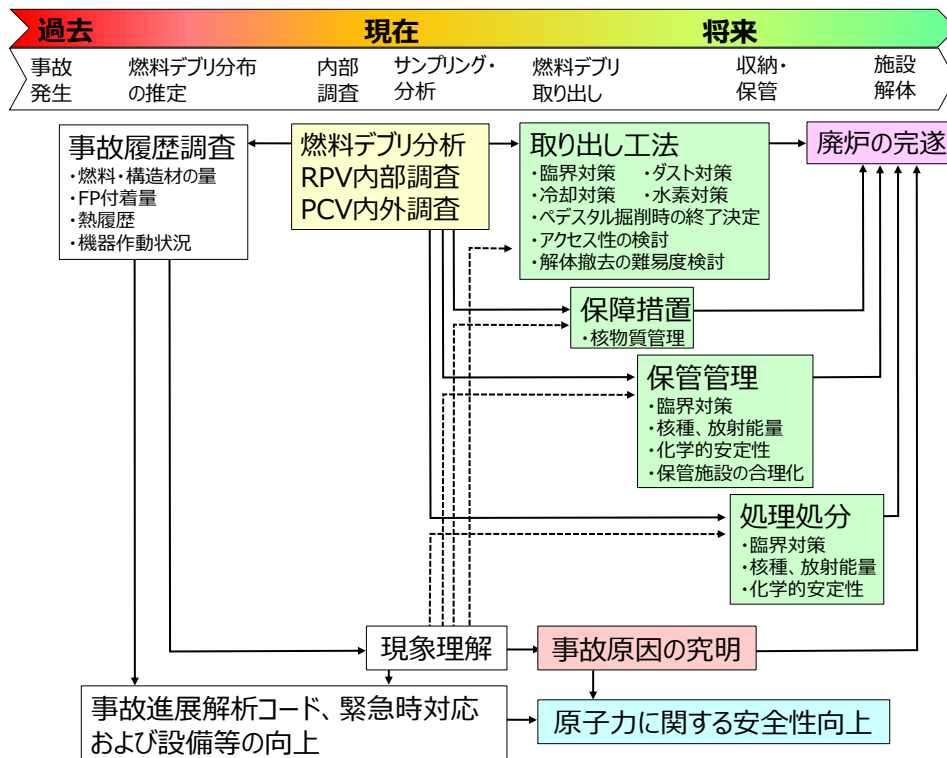 過去
現在
将来
事故
発生
燃料デブリ分布
の推定
内部
調査
サンプリング・
分析
燃料デブリ
取り出し
収納・
保管
施設
解体
事故履歴調査
・燃料・構造材の量
・FP付着量
・熱履歴
・機器作動状況
燃料デブリ分析
RPV内部調査
PCV内外調査
取り出し工法
・臨界対策 ・ダスト対策
・冷却対策 ・水素対策
・ペデスタル掘削時の終了決定
・アクセス性の検討
・解体撤去の難易度検討
廃炉の完遂
保障措置
・核物質管理
保管管理
・臨界対策
・核種、放射能量
・化学的安定性
・保管施設の合理化
処理処分
・臨界対策
・核種、放射能量
・化学的安定性
現象理解
事故原因の究明
事故進展解析コード、緊急時対応
および設備等の向上
原子力に関する安全性向上